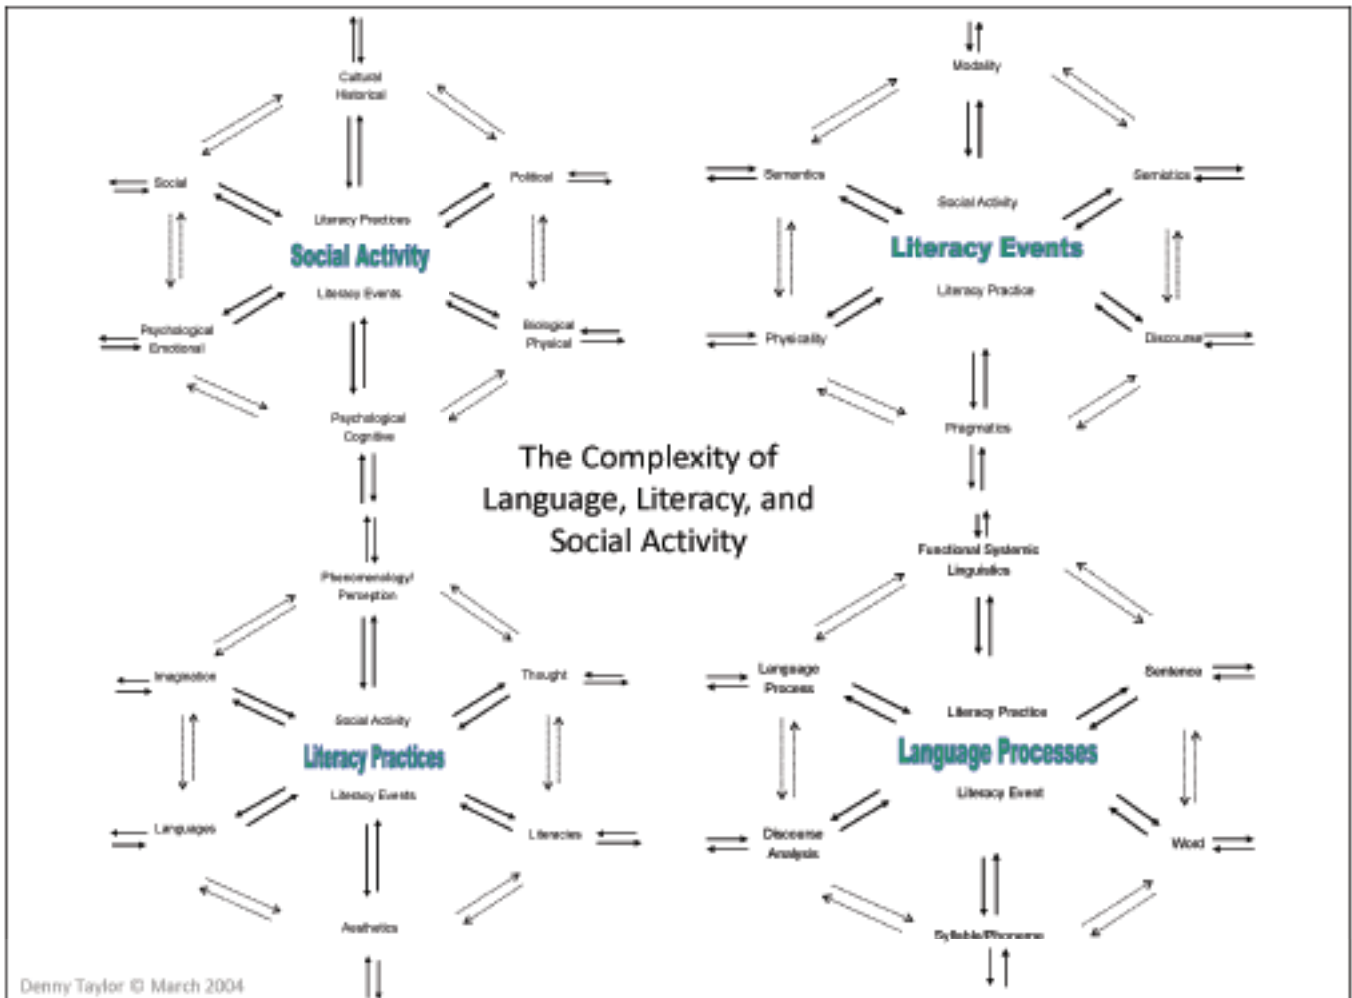 Cultural
Historical
Social
Political
Literacy Practices
Social Activity
Literacy Events
Psychological
Emotional
Biological
Physical
Psychological
Cognitive
Modality
Semantics
Semiotics
Social Activity
Literacy Events
Literacy Practice
Physicality
Discourse
Pragmatics
The Complexity of
Language, Literacy, and
Social Activity
Phenomenology/
Perception
Imagination
Thought
Social Activity
Literacy Practices
Literacy Events
Languages
Literacies
Aesthetics
Functional Systemic
Linguistics
Language
Process
Sentence
Literacy Practice
Language Processes
Literacy Event
Discourse
Analysis
Word
Syllable/Phoneme
Denny Taylor © March 2004